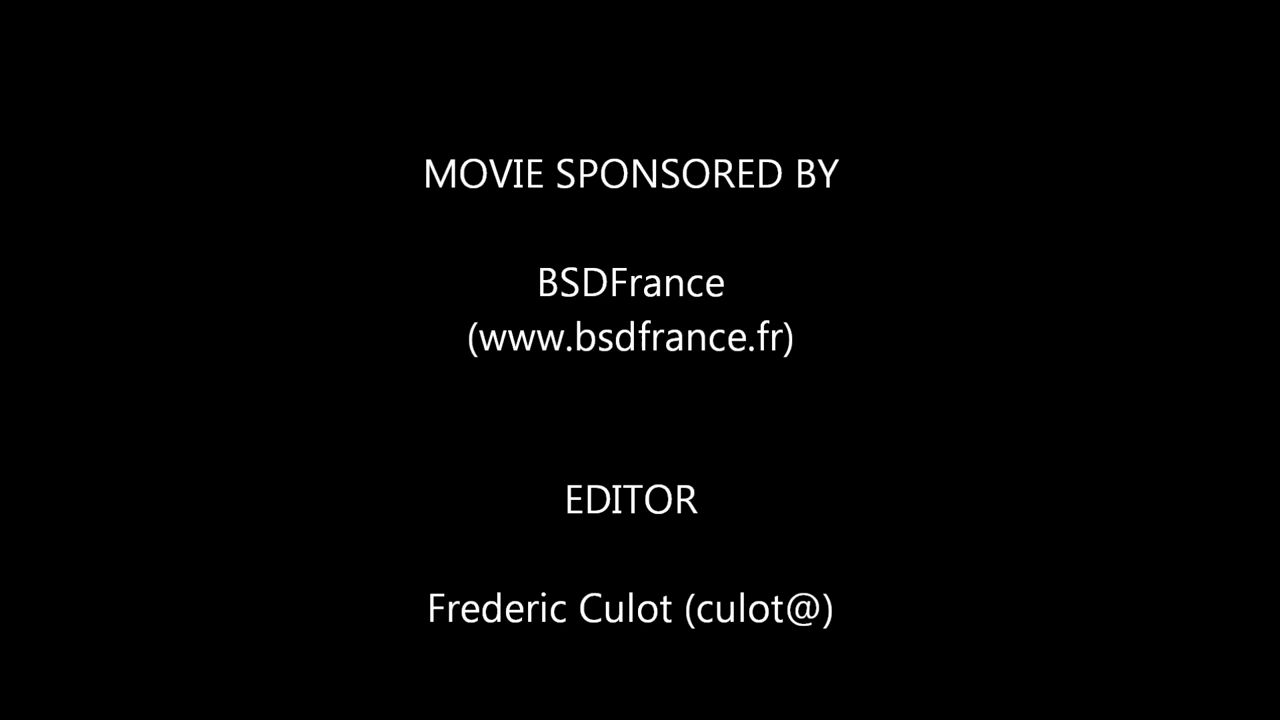 MOVIE SPONSORED BY
BSDFrance
(www.bsdfrance.fr)
EDITOR
Frederic Culot (culot@)